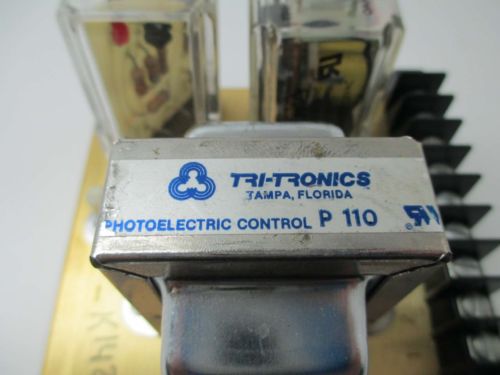 TRI-TRONICS
TAMPA, FLORIDA
PHOTOELECTRIC CONTROL P 110